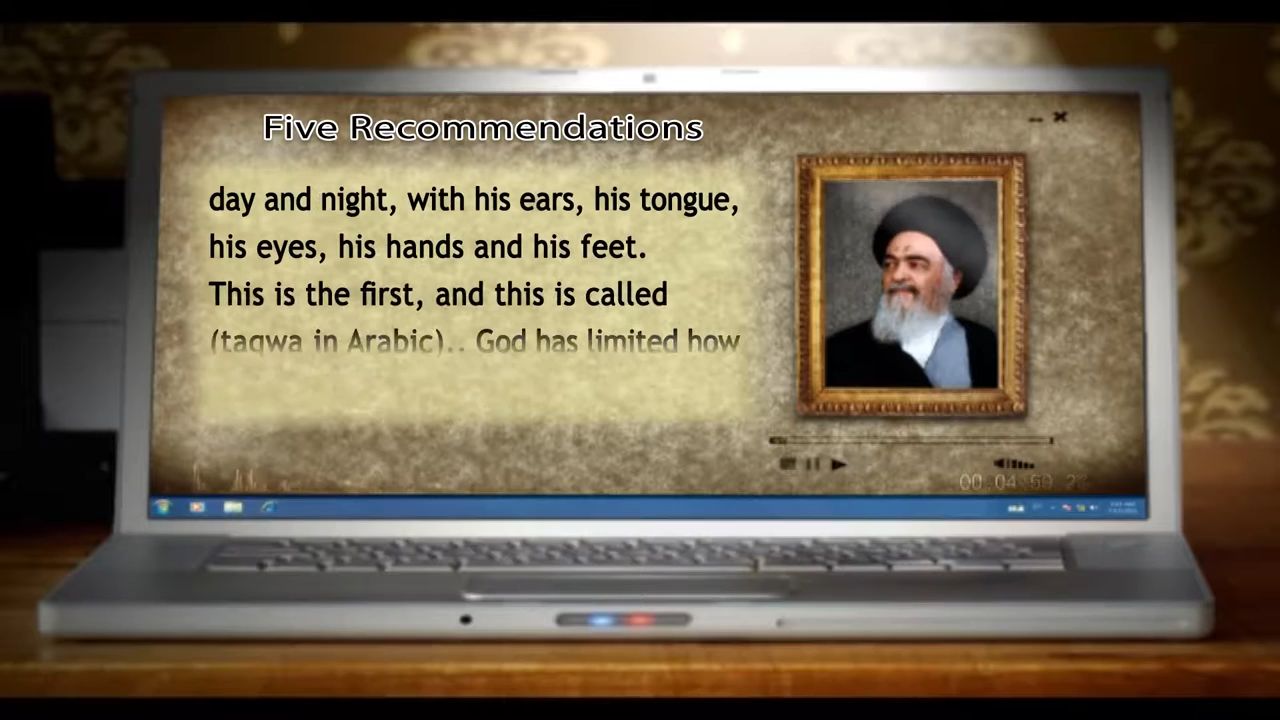 Five Recommendations
day and night, with his ears, his tongue,
his eyes, his hands and his feet.
This is the first, and this is called
(taqwa in Arabic).. God has limited how